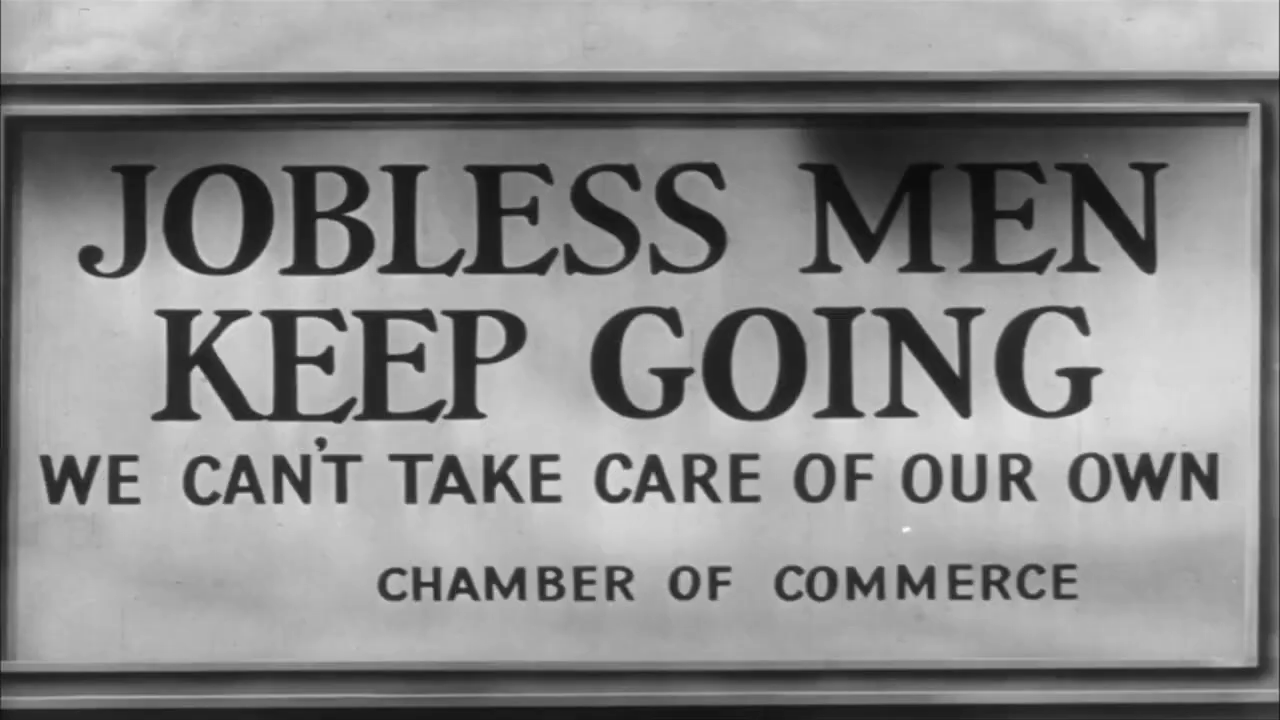 JOBLESS MEN
KEEP GOING
WE CAN'T TAKE CARE OF OUR OWN
CHAMBER OF COMMERCE